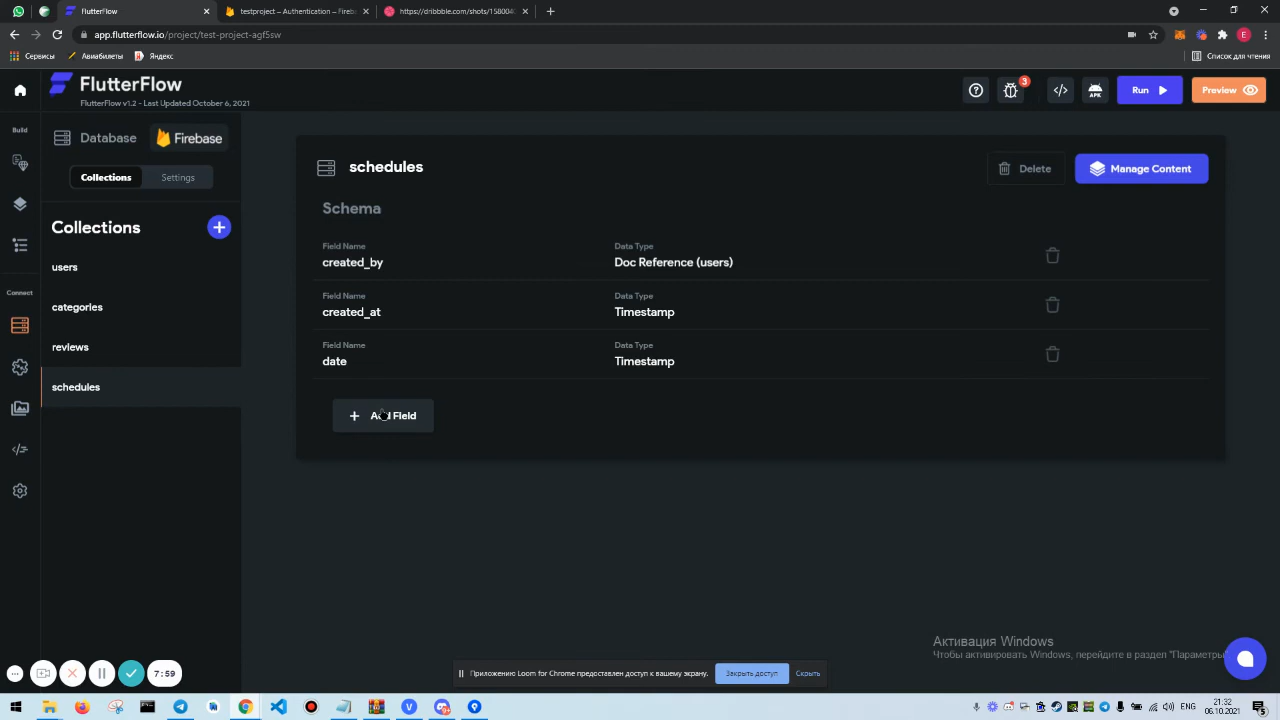 FlutterFlow
testproject – Authentication – Fireb
https://dribbble.com/shots/158004
app.flutterflow.io/project/test-project-agf5sw
Сервисы
Авиабилеты
Яндекс
Список для чтения
FlutterFlow
FlutterFlow v1.2 - Last Updated October 6, 2021
3
APK
Run
Preview
Build
Database
Firebase
Collections
Settings
Collections
users
categories
reviews
schedules
Connect
schedules
Delete
Manage Content
Schema
Field Name
Data Type
created_by
Doc Reference (users)
Field Name
Data Type
created_at
Timestamp
Field Name
Data Type
date
Timestamp
Add Field
Активация Windows
Чтобы активировать Windows, перейдите в раздел "Параметры
7:59
Приложению Loom for Chrome предоставлен доступ к вашему экрану.
Закрыть доступ
Скрыть
ENG
21:32
06.10.2021
5